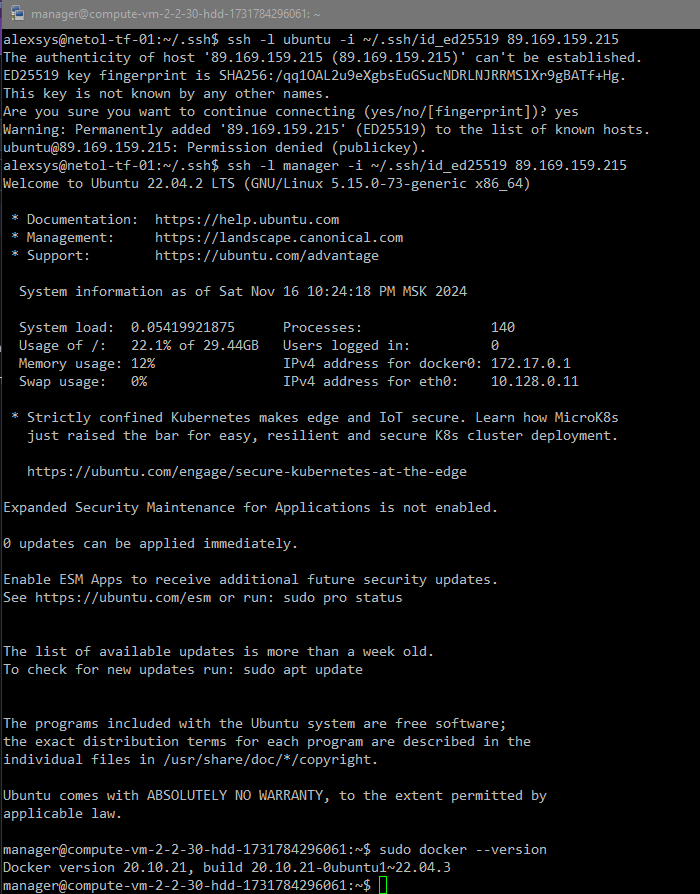 manager@compute-vm-2-2-30-hdd-1731784296061: ~
alexsys@netol-tf-01:~/.ssh$ ssh -l ubuntu -i ~/.ssh/id_ed25519 89.169.159.215
The authenticity of host '89.169.159.215 (89.169.159.215)' can't be established.
ED25519 key fingerprint is SHA256:/qq1OAL2u9eXgbsEuGSucNDRLNJRRMSlXr9gBATf+Hg.
This key is not known by any other names.
Are you sure you want to continue connecting (yes/no/[fingerprint])? yes
Warning: Permanently added '89.169.159.215' (ED25519) to the list of known hosts.
ubuntu@89.169.159.215: Permission denied (publickey).
alexsys@netol-tf-01:~/.ssh$ ssh -l manager -i ~/.ssh/id_ed25519 89.169.159.215
Welcome to Ubuntu 22.04.2 LTS (GNU/Linux 5.15.0-73-generic x86_64)
* Documentation:  https://help.ubuntu.com
* Management:     https://landscape.canonical.com
* Support:        https://ubuntu.com/advantage
System information as of Sat Nov 16 10:24:18 PM MSK 2024
System load:  0.05419921875      Processes:                140
Usage of /:   22.1% of 29.44GB   Users logged in:          0
Memory usage: 12%                IPv4 address for docker0: 172.17.0.1
Swap usage:   0%                 IPv4 address for eth0:    10.128.0.11
* Strictly confined Kubernetes makes edge and IoT secure. Learn how MicroK8s
just raised the bar for easy, resilient and secure K8s cluster deployment.
https://ubuntu.com/engage/secure-kubernetes-at-the-edge
Expanded Security Maintenance for Applications is not enabled.
0 updates can be applied immediately.
Enable ESM Apps to receive additional future security updates.
See https://ubuntu.com/esm or run: sudo pro status
The list of available updates is more than a week old.
To check for new updates run: sudo apt update
The programs included with the Ubuntu system are free software;
the exact distribution terms for each program are described in the
individual files in /usr/share/doc/*/copyright.
Ubuntu comes with ABSOLUTELY NO WARRANTY, to the extent permitted by
applicable law.
manager@compute-vm-2-2-30-hdd-1731784296061:~$ sudo docker --version
Docker version 20.10.21, build 20.10.21-0ubuntu1~22.04.3
manager@compute-vm-2-2-30-hdd-1731784296061:~$